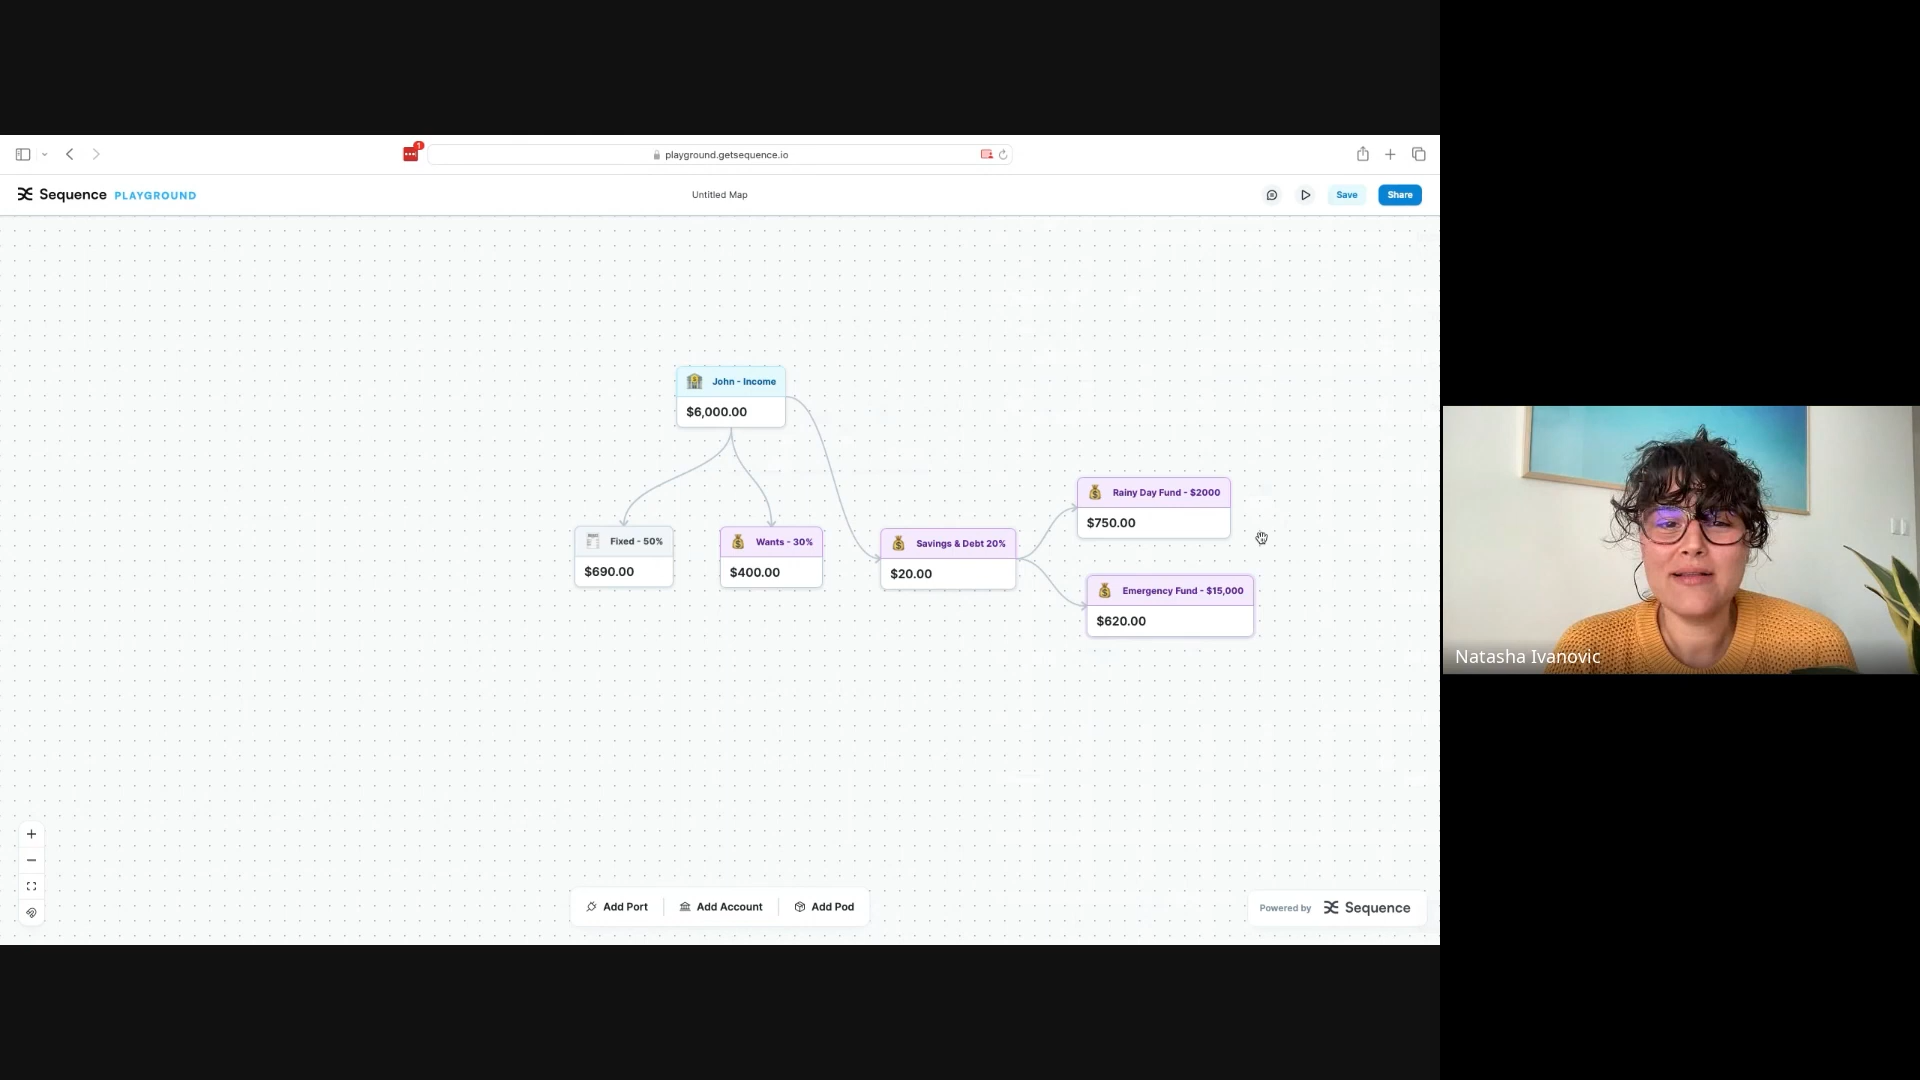 1
playground.getsequence.io
Sequence PLAYGROUND
Untitled Map
Save
Share
John - Income
$6,000.00
Fixed - 50%
$690.00
Wants - 30%
$400.00
Savings & Debt 20%
$20.00
Rainy Day Fund - $2000
$750.00
Emergency Fund - $15,000
$620.00
Natasha Ivanovic
Add Port
Add Account
Add Pod
Powered by Sequence